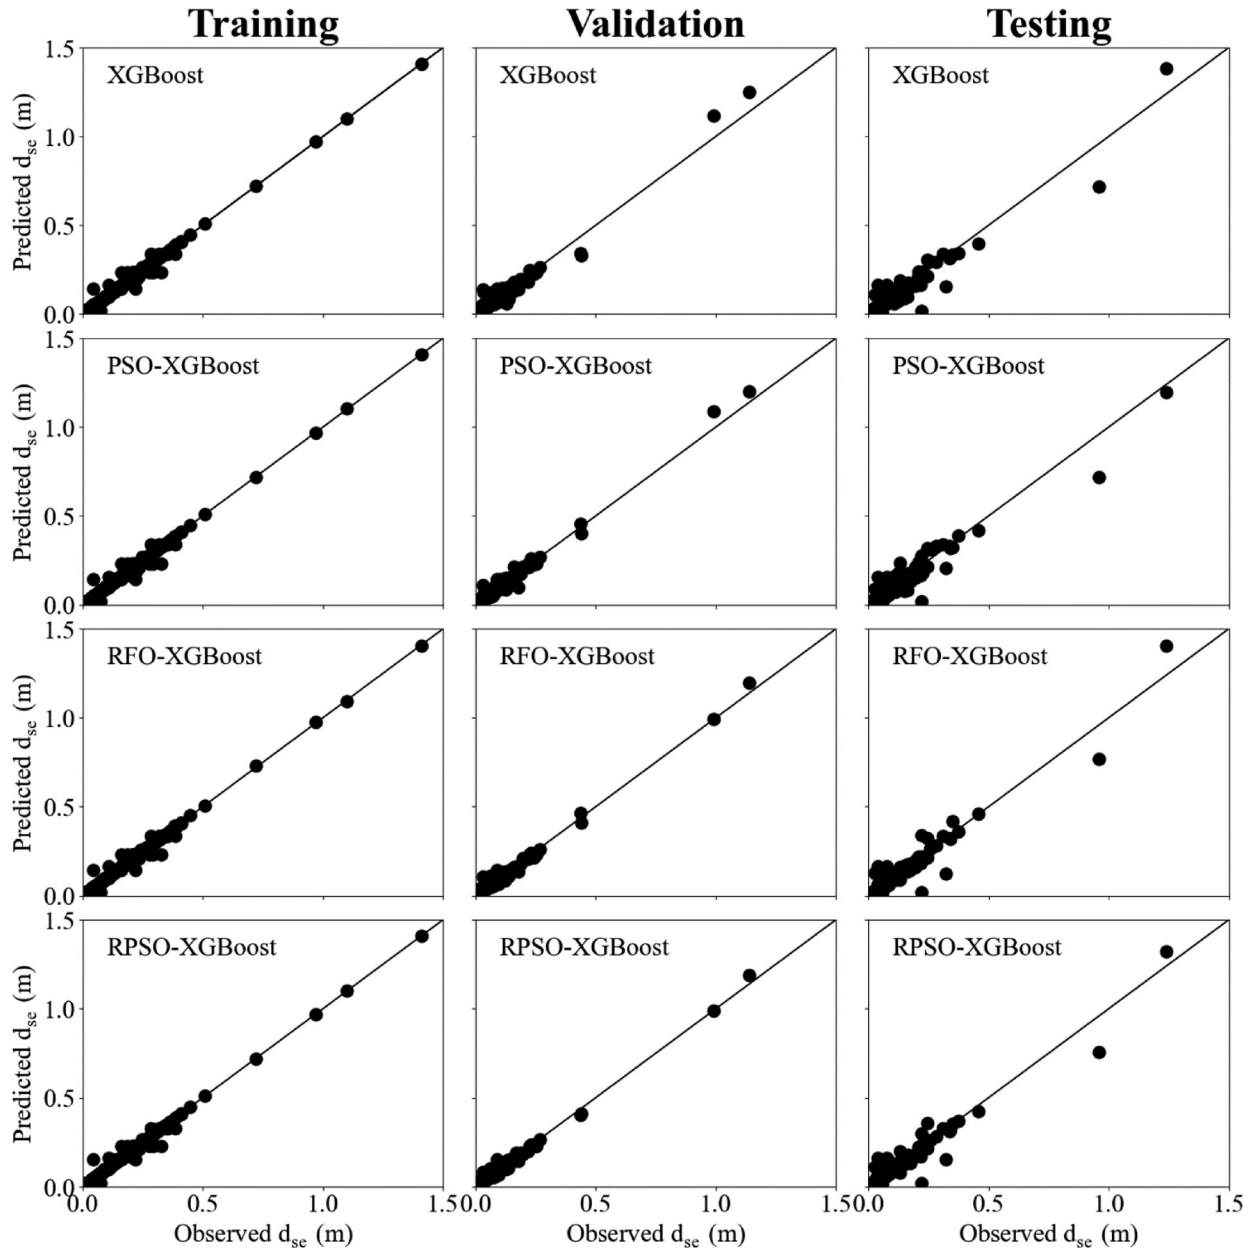 Training Validation Testing
1.5 XGBoost XGBoost XGBoost
1.0
0.5
0.0
Predicted dse (m)
1.5 PSO-XGBoost PSO-XGBoost PSO-XGBoost
1.0
0.5
0.0
Predicted dse (m)
1.5 RFO-XGBoost RFO-XGBoost RFO-XGBoost
1.0
0.5
0.0
Predicted dse (m)
1.5 RPSO-XGBoost RPSO-XGBoost RPSO-XGBoost
1.0
0.5
0.0
Predicted dse (m)
0.0 0.5 1.0 1.50.0 0.5 1.0 1.50.0 0.5 1.0 1.5
Observed dse (m) Observed dse (m) Observed dse (m)